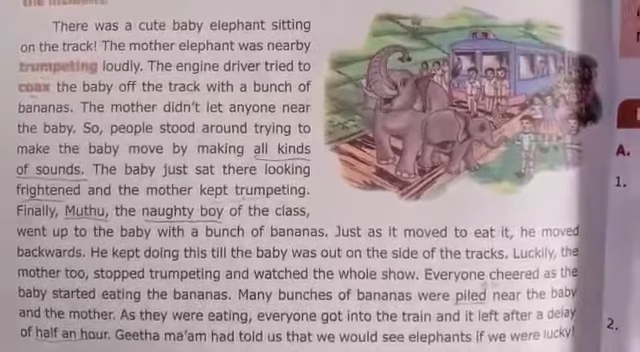 There was a cute baby elephant sitting
on the track! The mother elephant was nearby
trumpeting loudly. The engine driver tried to
coax the baby off the track with a bunch of
bananas. The mother didn't let anyone near
the baby. So, people stood around trying to
make the baby move by making all kinds
of sounds. The baby just sat there looking
frightened and the mother kept trumpeting.
Finally, Muthu, the naughty boy of the class,
went up to the baby with a bunch of bananas. Just as it moved to eat it, he moved
backwards. He kept doing this till the baby was out on the side of the tracks. Luckily, the
mother too, stopped trumpeting and watched the whole show. Everyone cheered as the
baby started eating the bananas. Many bunches of bananas were piled near the baby
and the mother. As they were eating, everyone got into the train and it left after a delay
of half an hour. Geetha ma'am had told us that we would see elephants if we were lucky!
A.
1.
2.